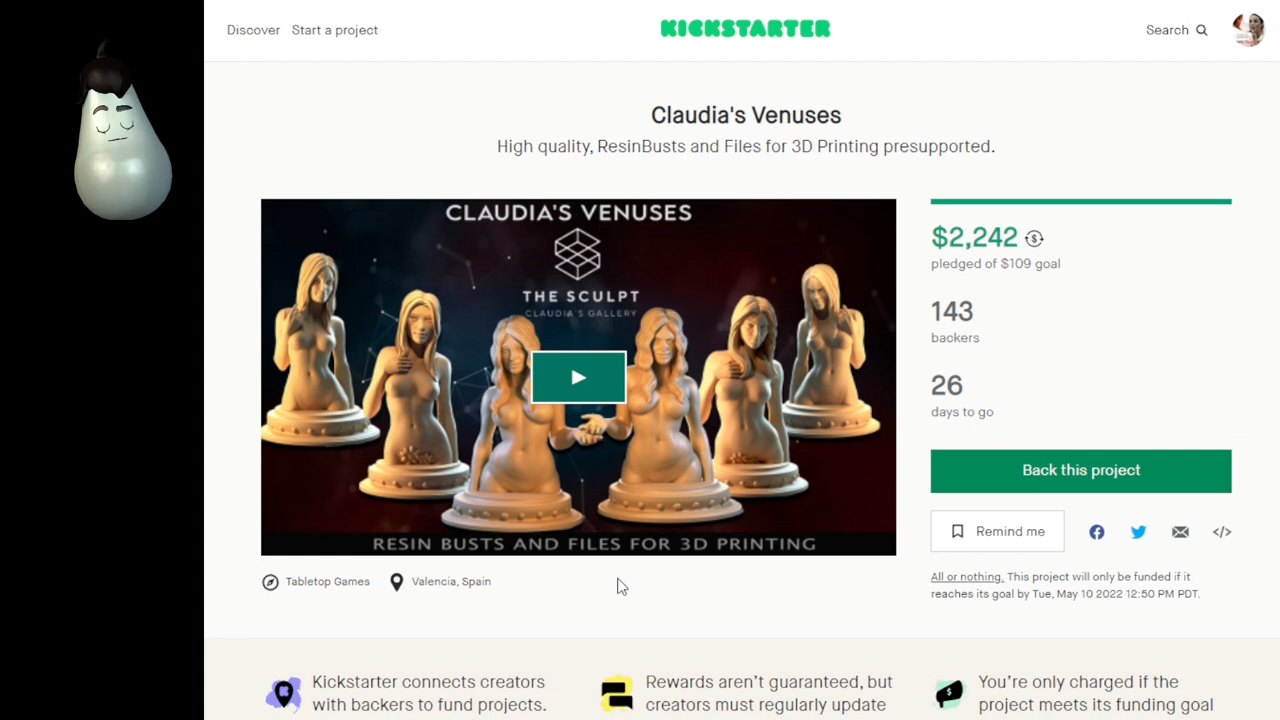 Discover Start a project
KICKSTARTER
Search
Claudia's Venuses
High quality, ResinBusts and Files for 3D Printing presupported.
CLAUDIA'S VENUSES
THE SCULPT
CLAUDIA'S GALLERY
RESIN BUSTS AND FILES FOR 3D PRINTING
$2,242
pledged of $109 goal
143
backers
26
days to go
Back this project
Remind me
All or nothing. This project will only be funded if it
reaches its goal by Tue, May 10 2022 12:50 PM PDT.
Tabletop Games Valencia, Spain
Kickstarter connects creators
with backers to fund projects.
Rewards aren't guaranteed, but
creators must regularly update
You're only charged if the
project meets its funding goal